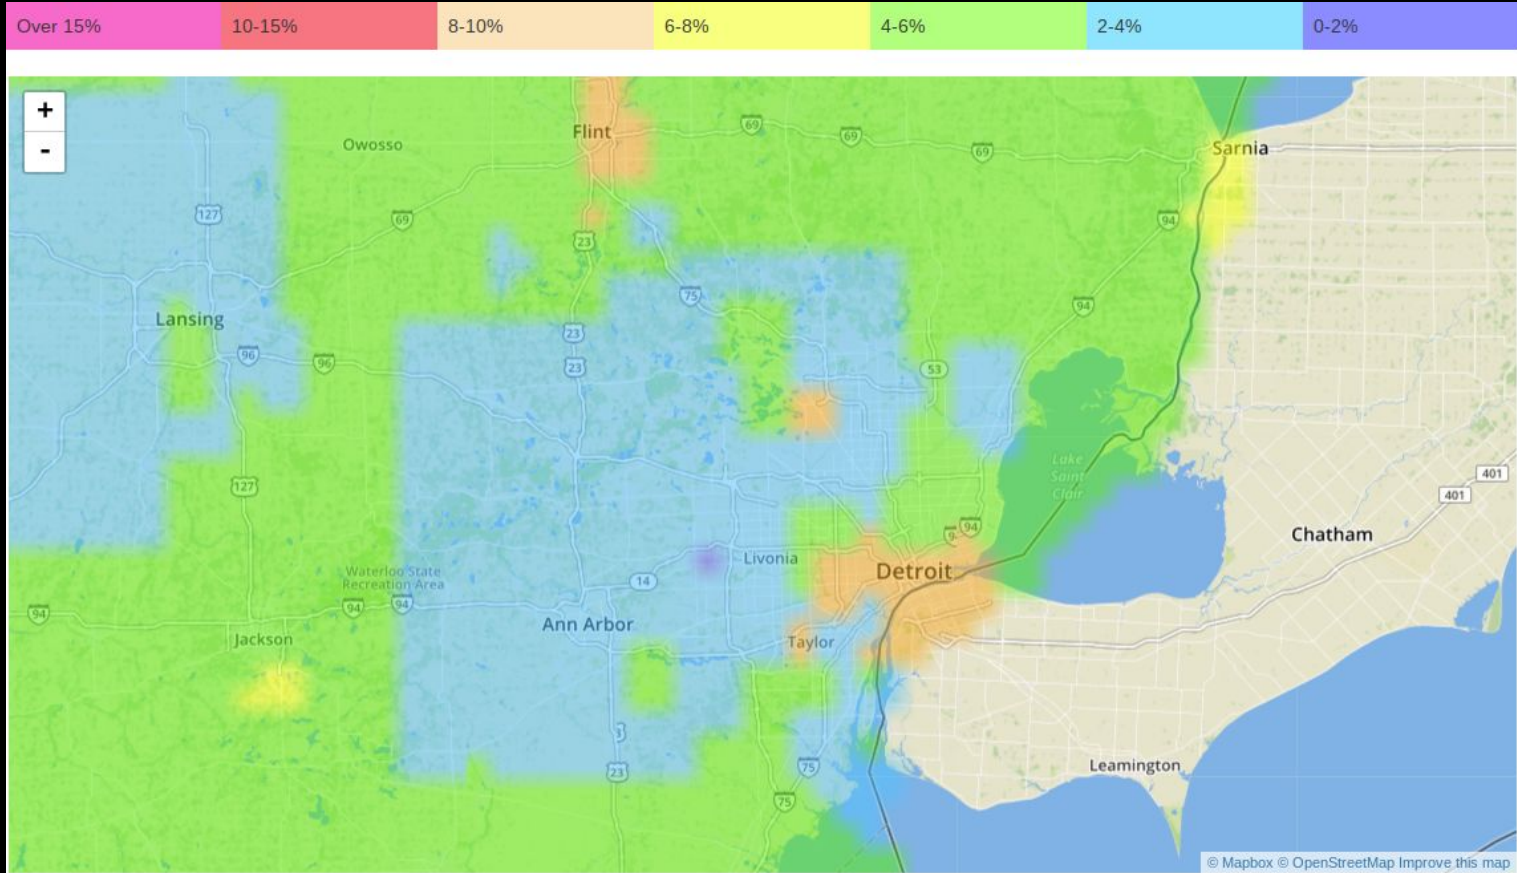 Over 15%
10-15%
8-10%
6-8%
4-6%
2-4%
0-2%
+
-
Flint
Owosso
69
69
69
Sarnia
127
69
94
23
75
94
Lansing
23
96
96
23
53
Lake
Saint
Clair
401
127
401
94
Chatham
Livonia
Waterloo State
Recreation Area
Detroit
14
94
94
94
Ann Arbor
Jackson
Taylor
75
23
Leamington
75
© Mapbox © OpenStreetMap Improve this map